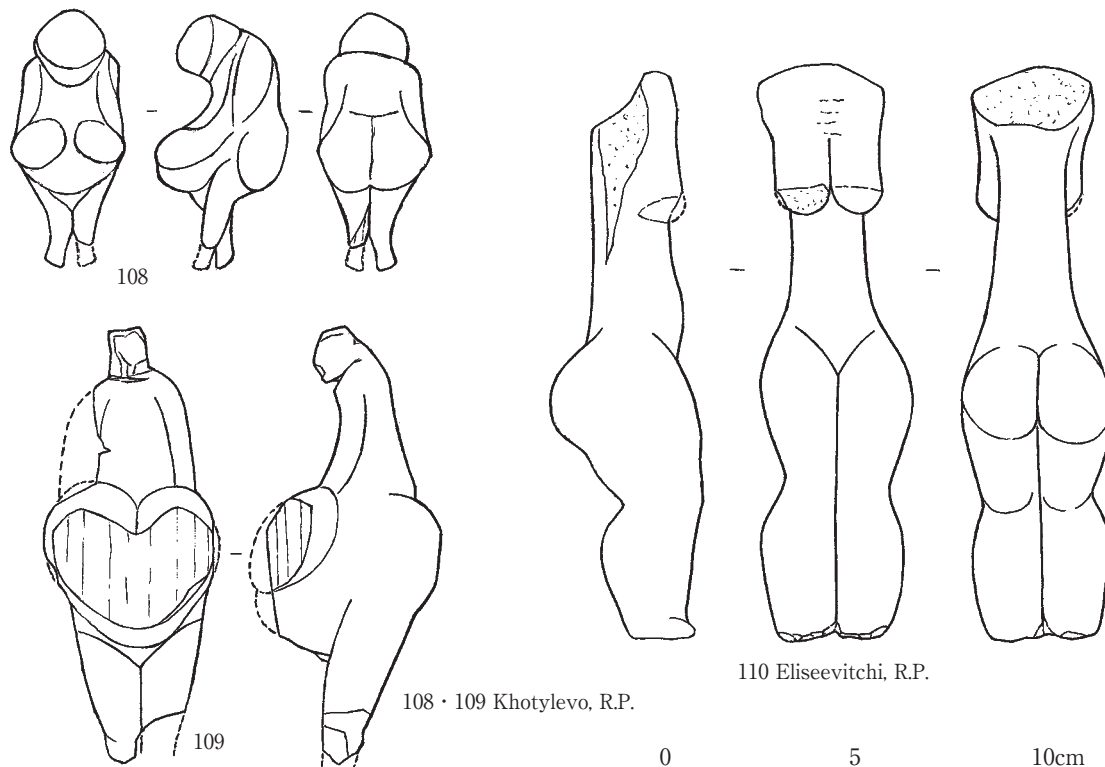 108
110 Eliseevitchi, R.P.
108・109 Khotylevo, R.P.
109
0 5 10cm